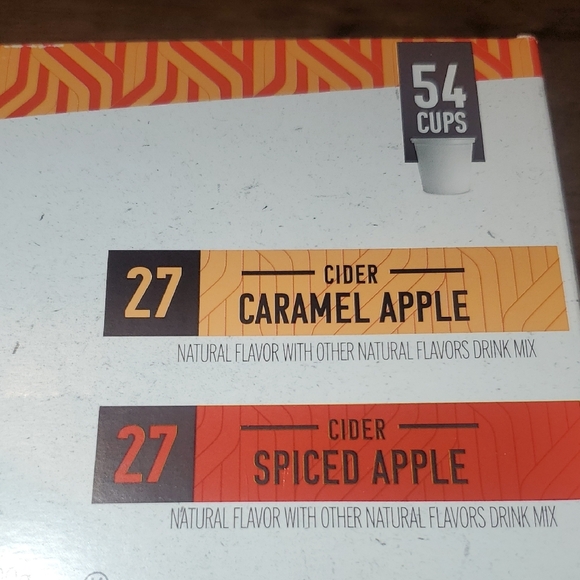 54
CUPS
27
CIDER
CARAMEL APPLE
NATURAL FLAVOR WITH OTHER NATURAL FLAVORS DRINK MIX
27
CIDER
SPICED APPLE
NATURAL FLAVOR WITH OTHER NATURAL FLAVORS DRINK MIX